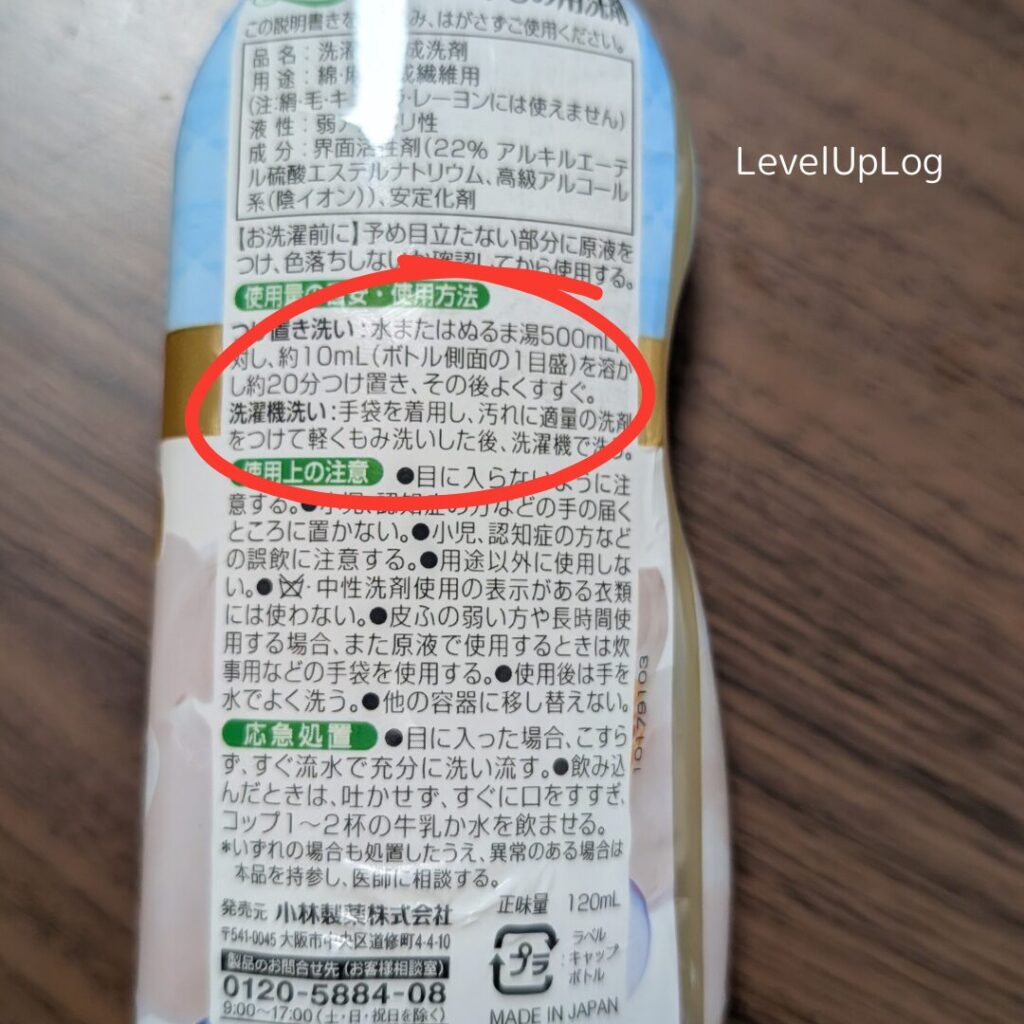 用洗剤
この説明書きを み、はがさずご使用ください。
品 名：洗濯 成洗剤
用 途：綿・ 繊維用
(注:絹・毛・キ ・レーヨンには使えません)
液 性：弱ア リ性
成 分：界面活性剤(22% アルキルエーテ
ル硫酸エステルナトリウム、高級アルコール
系(陰イオン))、安定化剤
【お洗濯前に】予め目立たない部分に原液を
つけ、色落ちしない か確認してから使用する。
使用量の目安・使用方法
つけ置き洗い：水またはぬるま湯500mL
対し、約10mL(ボトル側面の1目盛)を溶か
し約20分つけ置き、その後よくすすぐ。
洗濯機洗い：手袋を着用し、汚れに適量の洗剤
をつけて軽くもみ洗いした後、洗濯機で洗う。
使用上の注意 ●目に入らないように注
意する。●小児、認知症の方などの手の届く
ところに置かない。●小児、認知症の方など
の誤飲に注意する。●用途以外に使用しな
い。●・中性洗剤使用の表示がある衣類
には使わない。●皮ふの弱い方や長時間使
用する場合、また原液で使用するときは炊
事用などの手袋を使用する。●使用後は手を
水でよく洗う。●他の容器に移し替えない。
応急処置 ●目に入った場合、こすら
ず、すぐ流水で充分に洗い流す。●飲み込
んだときは、吐かせず、すぐに口をすすぎ、
コップ1～2杯の牛乳か水を飲ませる。
*いずれの場合も処置したうえ、異常のある場合は
本品を持参し、医師に相談する。
発売元 小林製薬株式会社
〒541-0045 大阪市中央区道修町4-4-10
製品のお問合せ先(お客様相談室)
0120-5884-08
9:00～17:00(土・日・祝日を除く)
正味量 120mL
プラ
ラベル
:キャップ
ボトル
MADE IN JAPAN
10179103
LevelUpLog